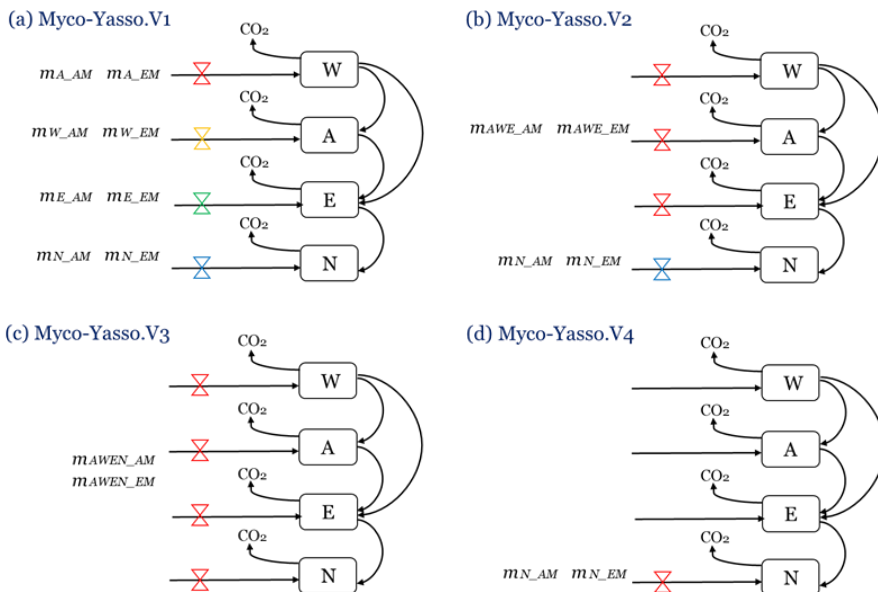 (a) Myco-Yasso.V1
CO2
W
mA_AM mA_EM
CO2
A
mW_AM mW_EM
CO2
E
mE_AM mE_EM
CO2
N
mN_AM mN_EM
(b) Myco-Yasso.V2
CO2
W
CO2
A
mAWE_AM mAWE_EM
CO2
E
CO2
N
mN_AM mN_EM
(c) Myco-Yasso.V3
CO2
W
CO2
A
mAWEN_AM
mAWEN_EM
CO2
E
CO2
N
(d) Myco-Yasso.V4
CO2
W
CO2
A
CO2
E
CO2
N
mN_AM mN_EM